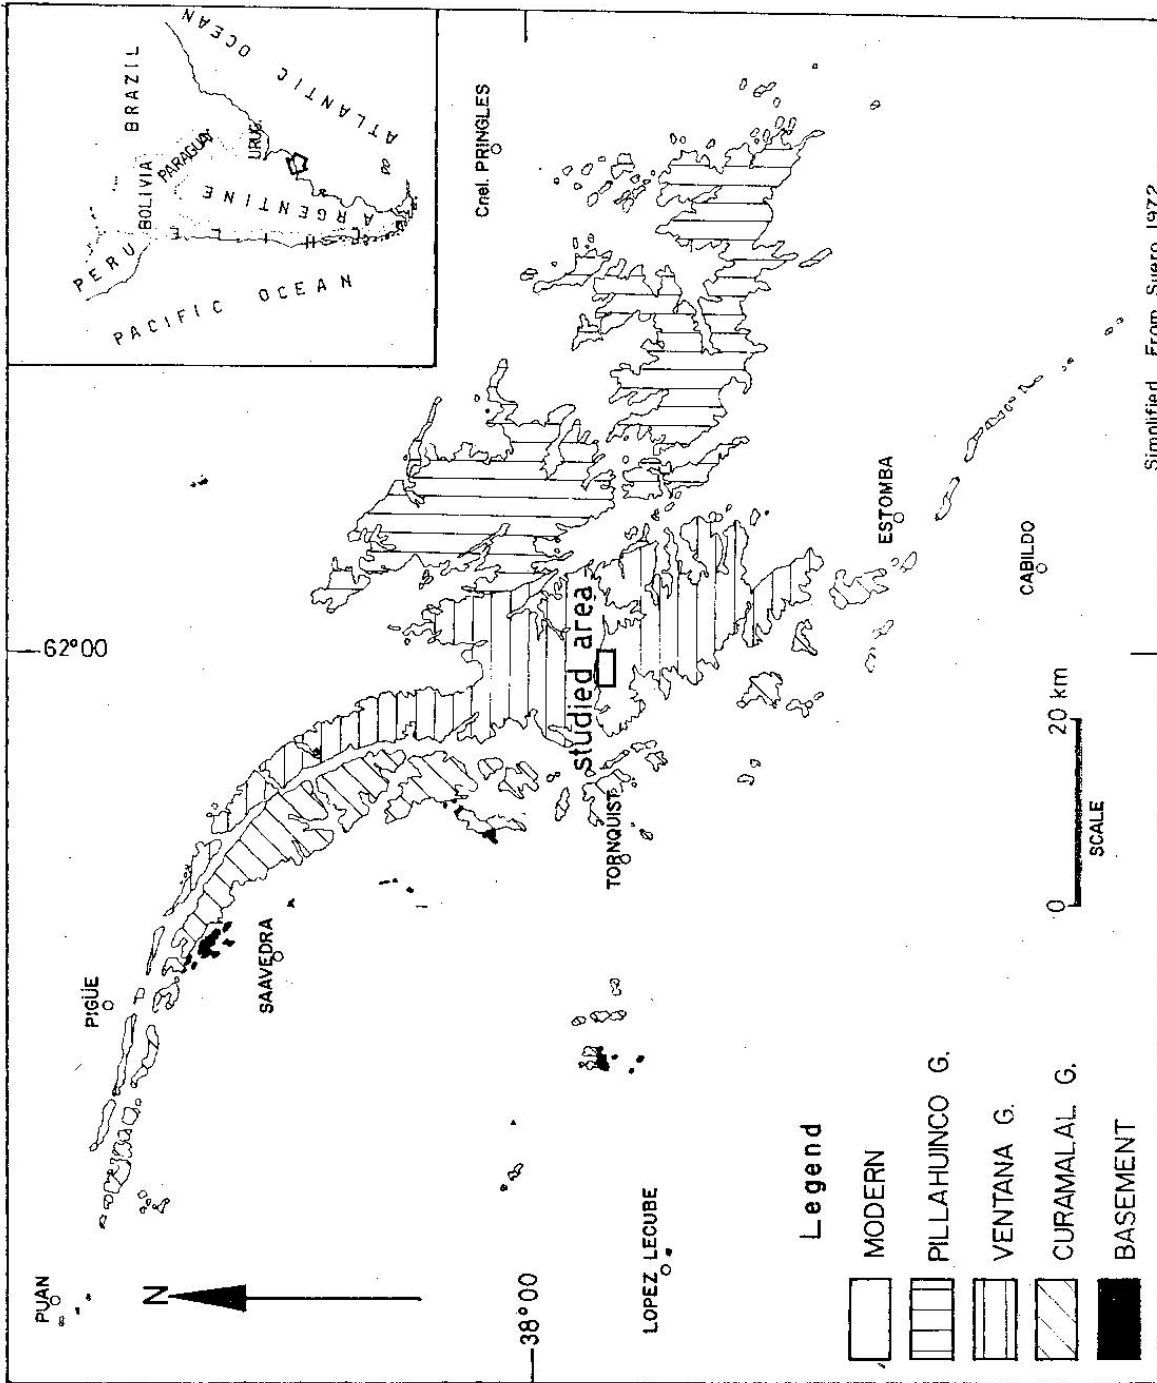 PERU
BOLIVIA
BRAZIL
PARAGUAY
URUG.
ARGENTINE
CHILE
PACIFIC OCEAN
ATLANTIC OCEAN
PUAN
PIGÜE
SAAVEDRA
Cnel. PRINGLES
62°00
38°00
N
studied area
TORNQUIST
LOPEZ LECUBE
ESTOMBA
CABILDO
0 20 km
SCALE
Legend
MODERN
PILLAHUINCO G.
VENTANA G.
CURAMALAL G.
BASEMENT
Simplified From Suero 1972